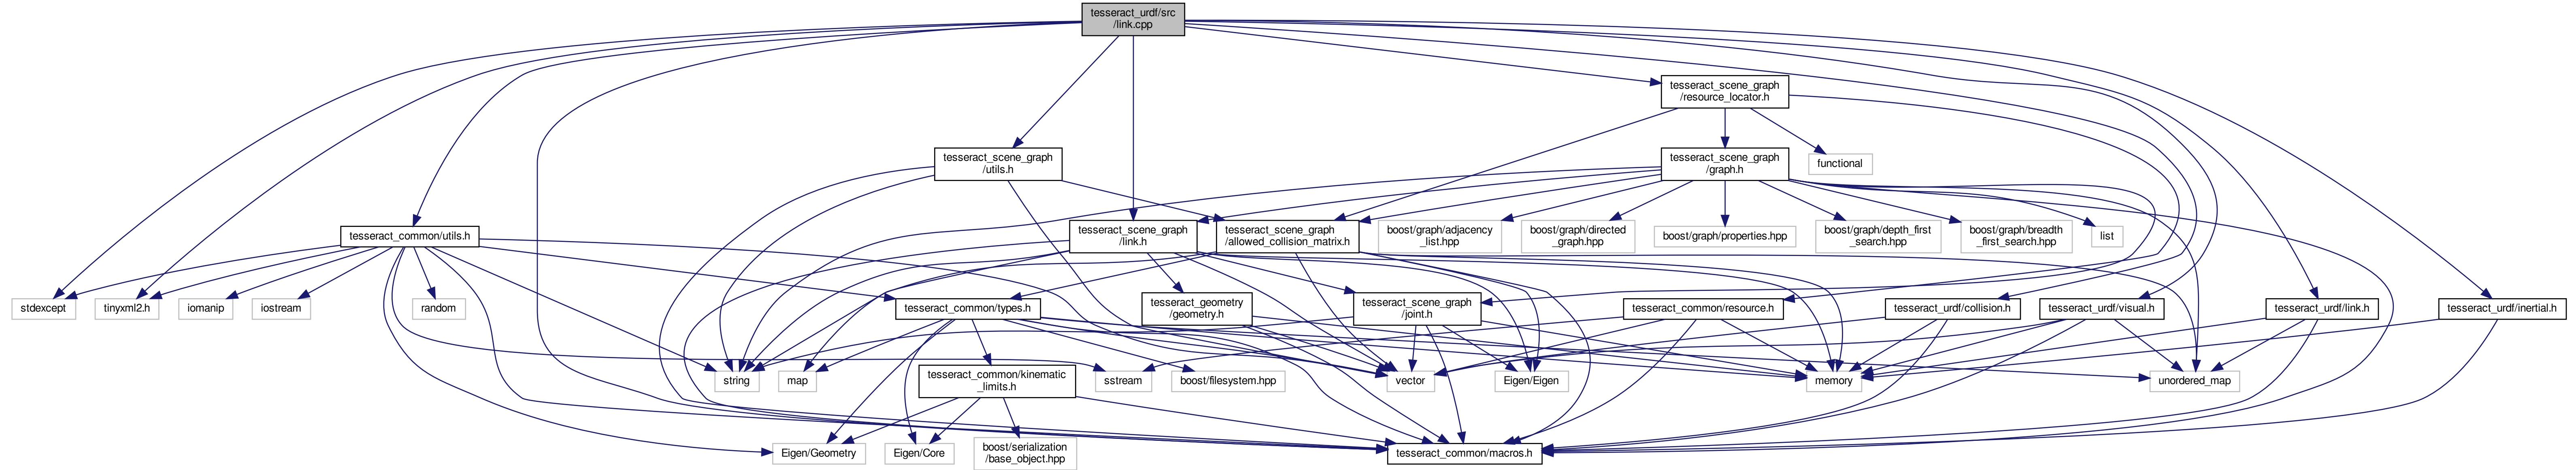 tesseract_urdf/src
/link.cpp
tesseract_scene_graph
/resource_locator.h
tesseract_scene_graph
/utils.h
tesseract_scene_graph
/graph.h
functional
tesseract_common/utils.h
tesseract_scene_graph
/link.h
tesseract_scene_graph
/allowed_collision_matrix.h
boost/graph/adjacency
_list.hpp
boost/graph/directed
_graph.hpp
boost/graph/properties.hpp
boost/graph/depth_first
_search.hpp
boost/graph/breadth
_first_search.hpp
list
stdexcept
tinyxml2.h
iomanip
iostream
random
tesseract_common/types.h
tesseract_geometry
/geometry.h
tesseract_scene_graph
/joint.h
tesseract_common/resource.h
tesseract_urdf/collision.h
tesseract_urdf/visual.h
tesseract_urdf/link.h
tesseract_urdf/inertial.h
string
map
tesseract_common/kinematic
_limits.h
boost/filesystem.hpp
sstream
vector
Eigen/Eigen
memory
unordered_map
Eigen/Geometry
Eigen/Core
boost/serialization
/base_object.hpp
tesseract_common/macros.h